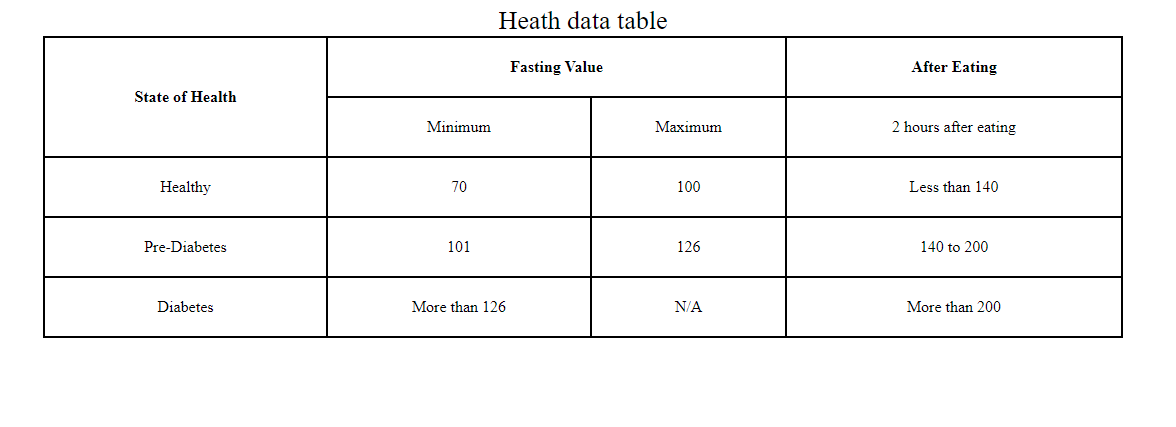 Heath data table
State of Health
Fasting Value
After Eating
Minimum
Maximum
2 hours after eating
Healthy
70
100
Less than 140
Pre-Diabetes
101
126
140 to 200
Diabetes
More than 126
N/A
More than 200